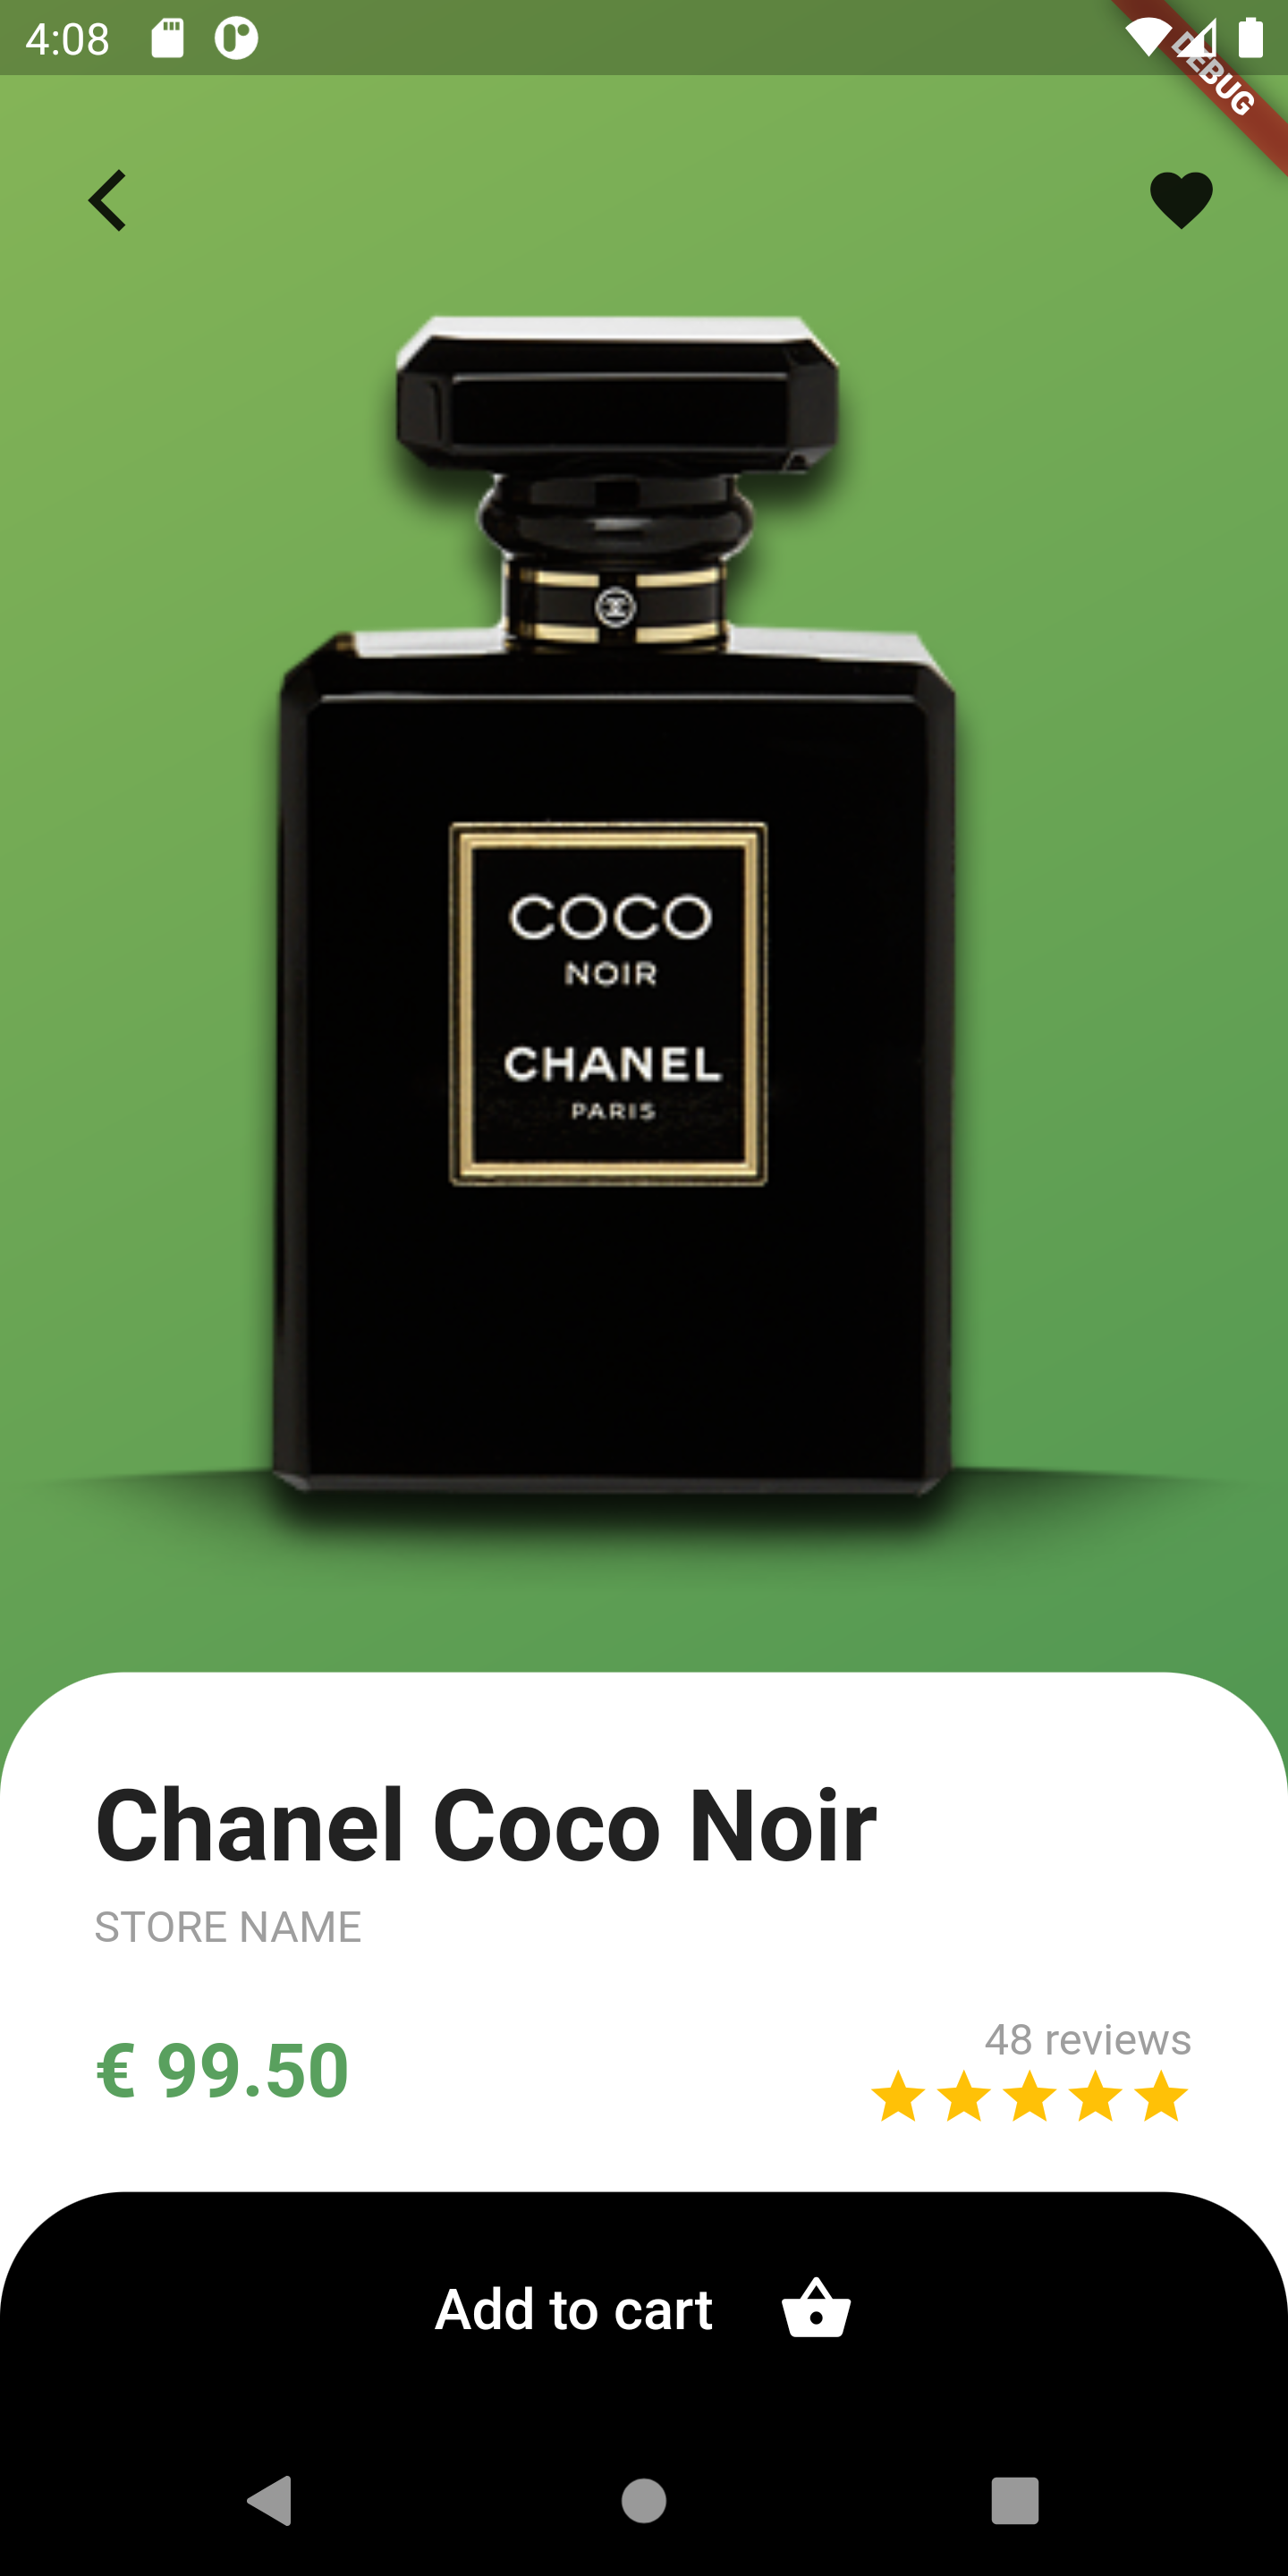 4:08
DEBUG
COCO
NOIR
CHANEL
PARIS
Chanel Coco Noir
STORE NAME
€ 99.50
48 reviews
Add to cart